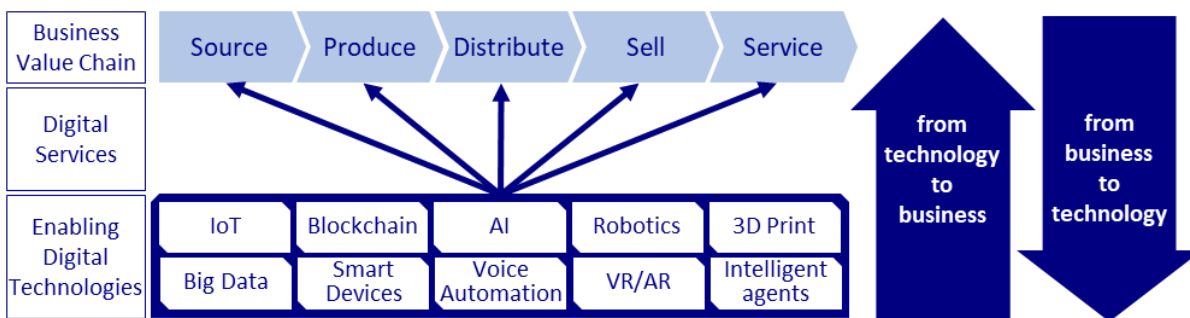 Business
Value Chain
Source
Produce
Distribute
Sell
Service
Digital
Services
Enabling
Digital
Technologies
IoT
Blockchain
AI
Robotics
3D Print
Big Data
Smart
Devices
Voice
Automation
VR/AR
Intelligent
agents
from
technology
to
business
from
business
to
technology